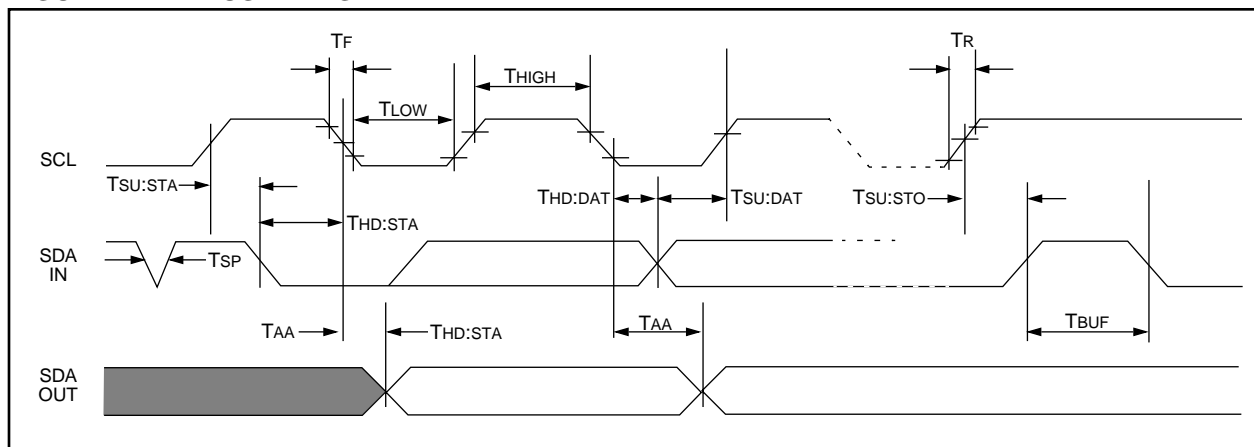 TF
TR
THIGH
TLOW
SCL
TSU:STA
THD:DAT
TSU:DAT
TSU:STO
THD:STA
SDA
IN
TSP
TAA
THD:STA
TAA
TBUF
SDA
OUT